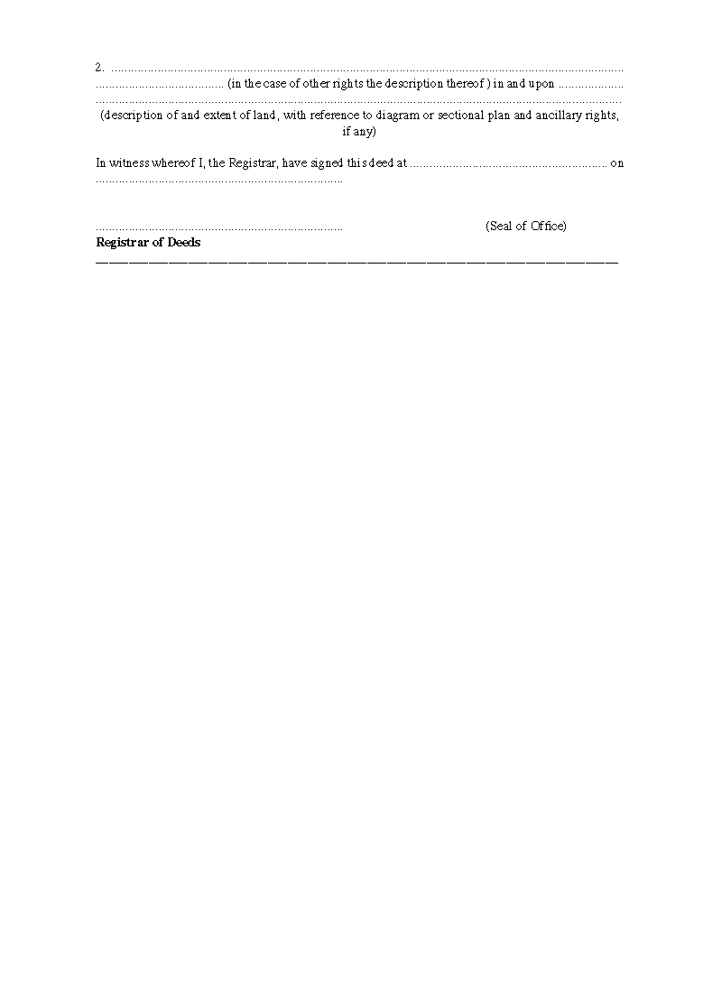 2. ..........................................................................................................................................................
....................................... (in the case of other rights the description thereof ) in and upon ....................
................................................................................................................................................................
(description of and extent of land, with reference to diagram or sectional plan and ancillary rights,
if any)
In witness whereof I, the Registrar, have signed this deed at ............................................................ on
...........................................................................
........................................................................... (Seal of Office)
Registrar of Deeds